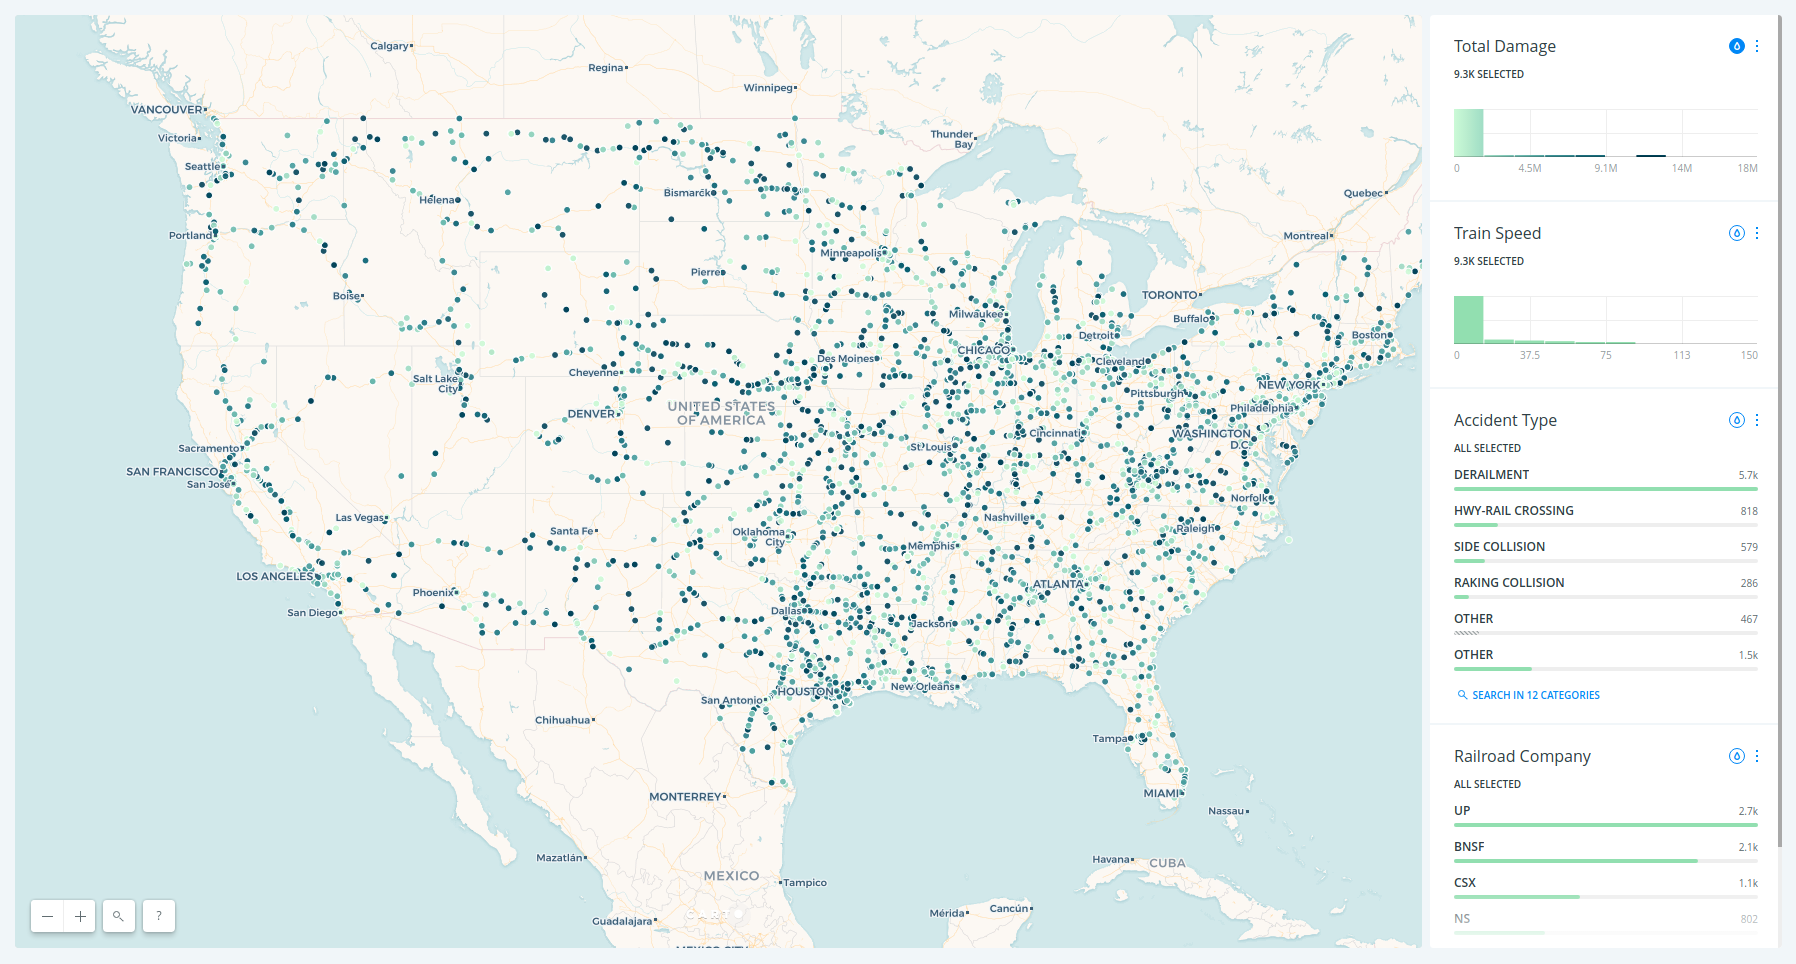 Calgary
Regina
Winnipeg
VANCOUVER
Victoria
Thunder
Bay
Seattle
Bismarck
Quebec
Helena
Portland
Montreal
Minneapolis
Pierre
Boise
TORONTO
Milwaukee
Buffalo
Detroit
Boston
CHICAGO
Des Moines
Cleveland
Cheyenne
Salt Lake
City
NEW YORK
Pittsburgh
UNITED STATES
OF AMERICA
DENVER
Philadelphia
Cincinnati
WASHINGTON
D.C.
Sacramento
St. Louis
SAN FRANCISCO
San Jose
Norfolk
Las Vegas
Nashville
Santa Fe
Oklahoma
City
Raleigh
Memphis
LOS ANGELES
ATLANTA
Phoenix
San Diego
Dallas
Jackson
HOUSTON
New Orleans
San Antonio
Chihuahua
Tampa
MONTERREY
MIAMI
Nassau
Mazatlán
Havana
CUBA
MEXICO
Tampico
Mérida
Cancún
Guadalajara
MEXICO CITY
?
Total Damage
9.3K SELECTED
0 4.5M 9.1M 14M 18M
Train Speed
9.3K SELECTED
0 37.5 75 113 150
Accident Type
ALL SELECTED
DERAILMENT 5.7k
HWY-RAIL CROSSING 818
SIDE COLLISION 579
RAKING COLLISION 286
OTHER 467
OTHER 1.5k
SEARCH IN 12 CATEGORIES
Railroad Company
ALL SELECTED
UP 2.7k
BNSF 2.1k
CSX 1.1k
NS 802